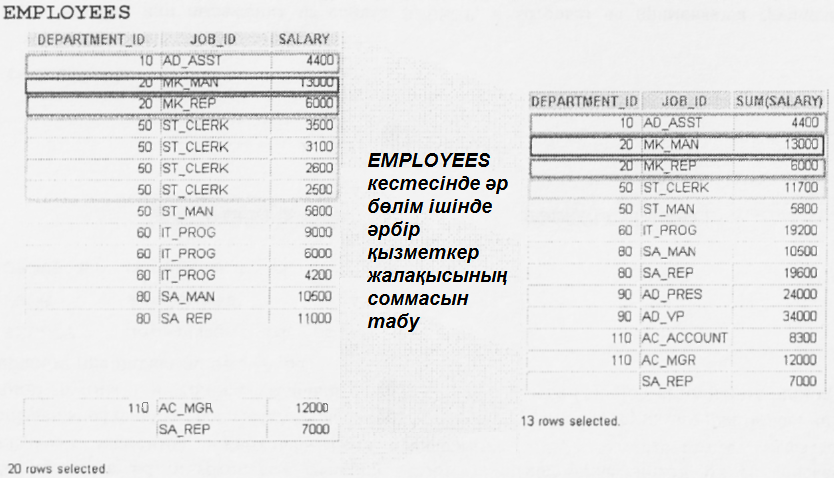 EMPLOYEES
DEPARTMENT_ID JOB_ID SALARY
10 AD_ASST 4400
20 MK_MAN 13000
20 MK_REP 6000
50 ST_CLERK 3500
50 ST_CLERK 3100
50 ST_CLERK 2600
50 ST_CLERK 2500
50 ST_MAN 5800
60 IT_PROG 9000
60 IT_PROG 6000
60 IT_PROG 4200
80 SA_MAN 10500
80 SA_REP 11000
110 AC_MGR 12000
SA_REP 7000
20 rows selected.
EMPLOYEES
кестесінде әр
бөлім ішінде
әрбір
қызметкер
жалақысының
соммасын
табу
DEPARTMENT_ID JOB_ID SUM(SALARY)
10 AD_ASST 4400
20 MK_MAN 13000
20 MK_REP 6000
50 ST_CLERK 11700
50 ST_MAN 5800
60 IT_PROG 19200
80 SA_MAN 10500
80 SA_REP 19600
90 AD_PRES 24000
90 AD_VP 34000
110 AC_ACCOUNT 8300
110 AC_MGR 12000
SA_REP 7000
13 rows selected.